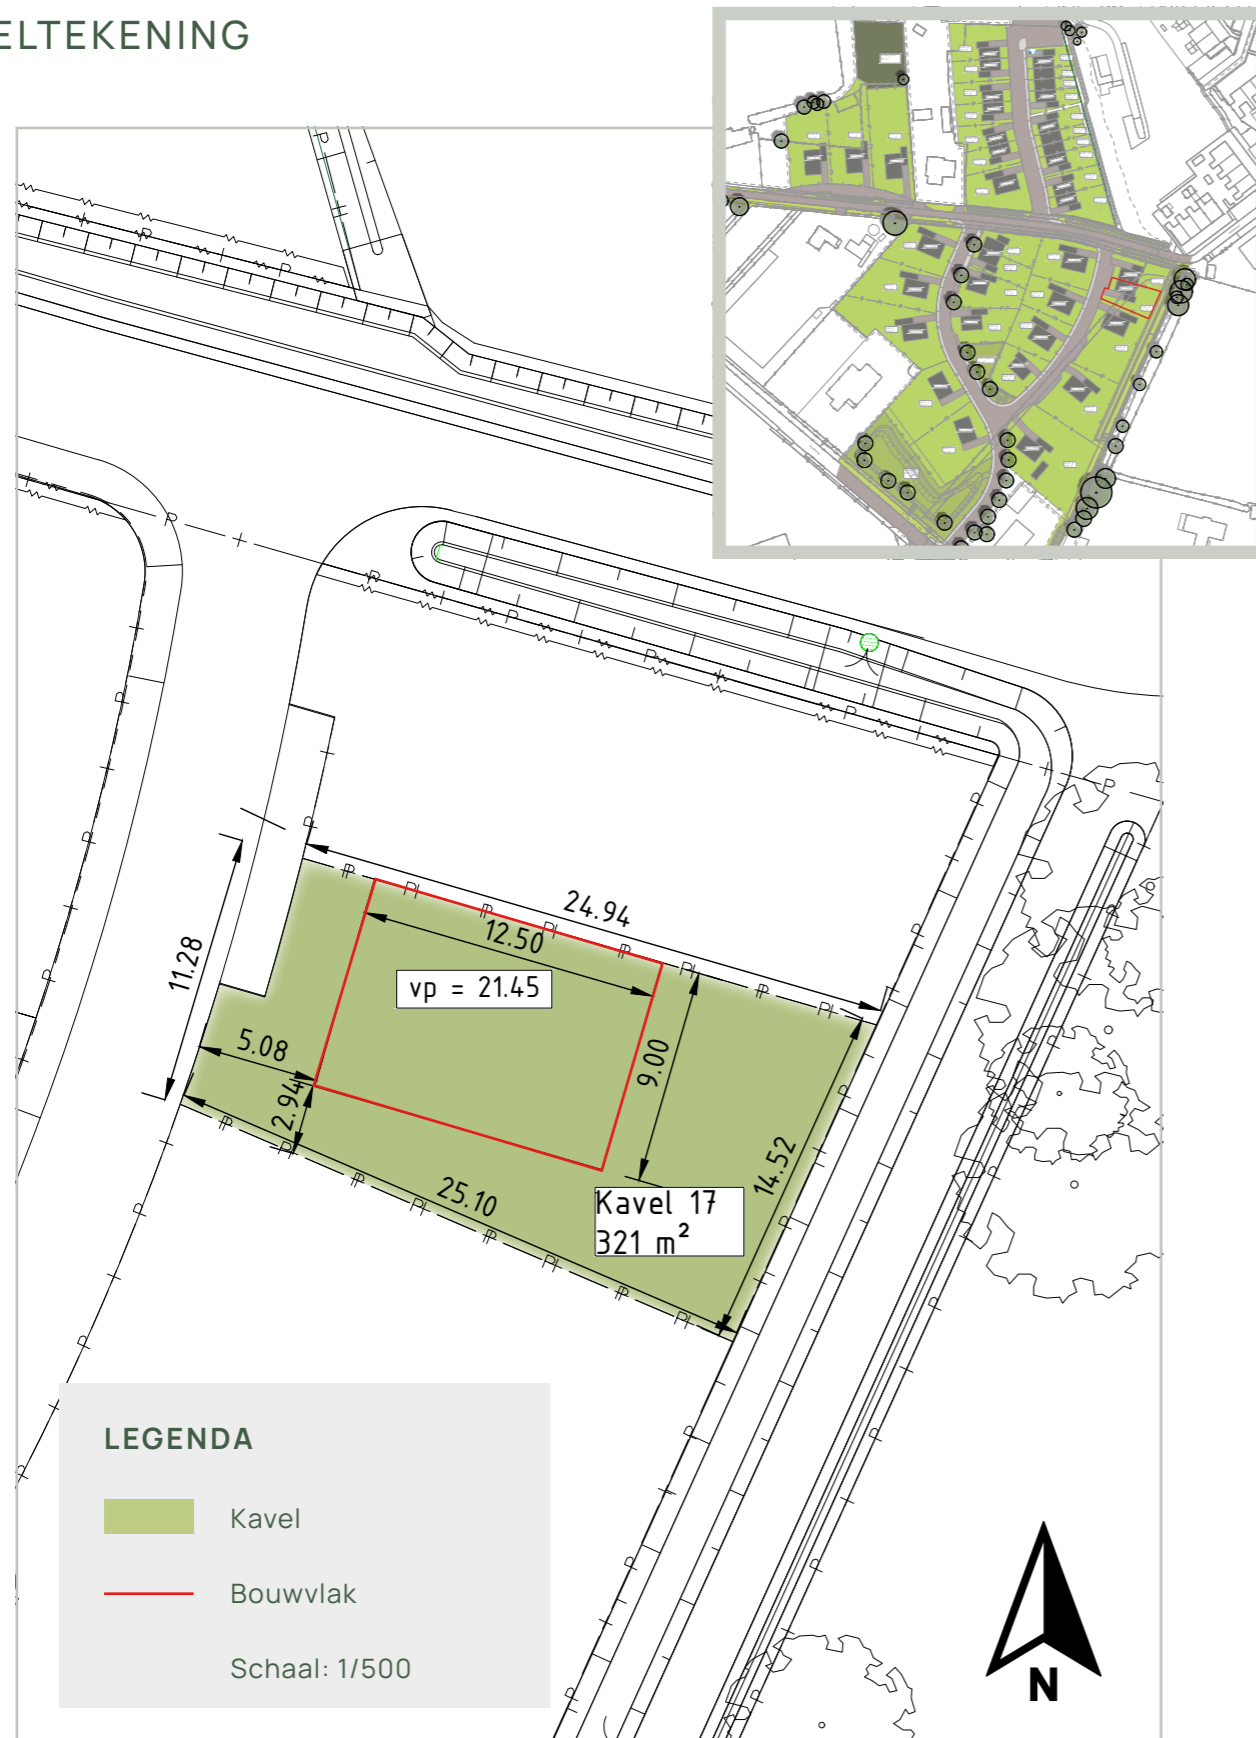 ELTEKENING
24.94
12.50
vp = 21.45
11.28
5.08
2.94
9.00
14.52
25.10
Kavel 17
321 m²
LEGENDA
Kavel
Bouwvlak
Schaal: 1/500
N